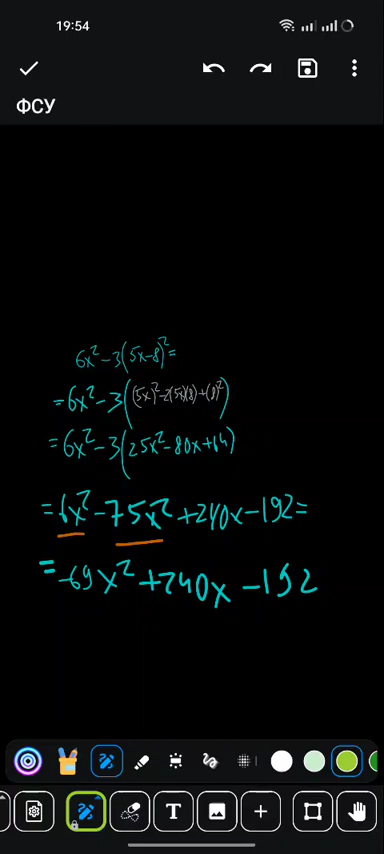 19:54
ФСУ
6x² - 3(5x-8)² =
= 6x² - 3((5x)² - 2(5x)(8) + (8)²)
= 6x² - 3(25x² - 80x + 64)
= 6x² - 75x² + 240x - 192 =
= -69x² + 240x - 192
T